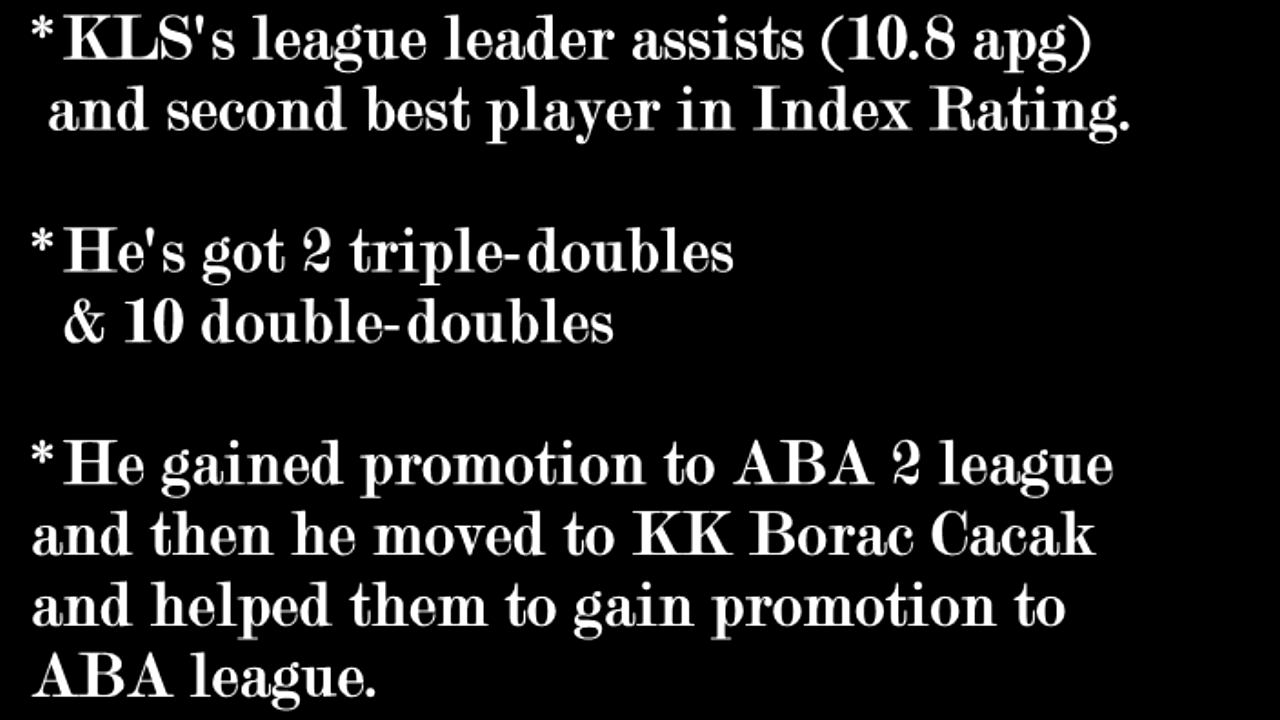 *KLS's league leader assists (10.8 apg)
and second best player in Index Rating.
*He's got 2 triple-doubles
& 10 double-doubles
*He gained promotion to ABA 2 league
and then he moved to KK Borac Cacak
and helped them to gain promotion to
ABA league.